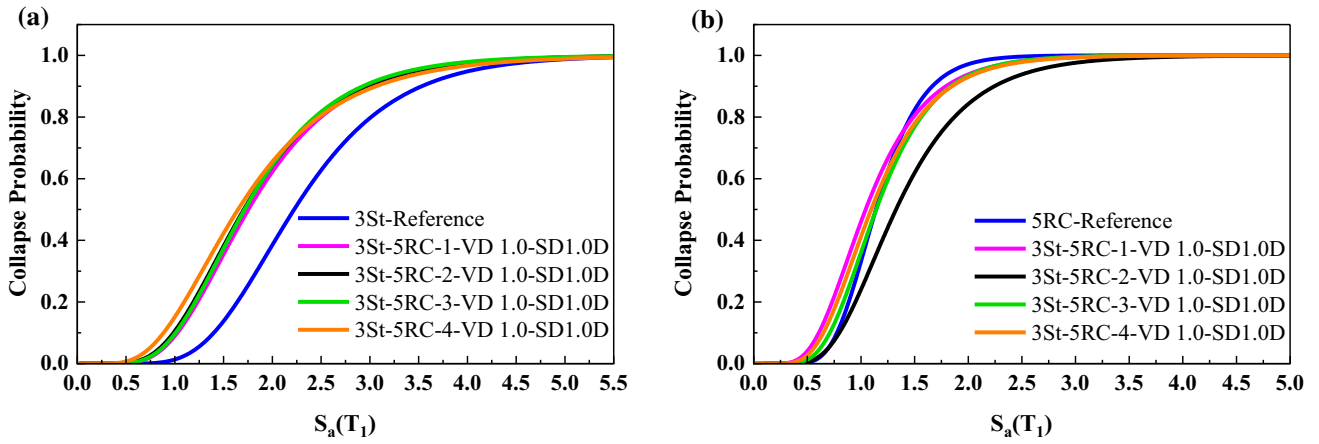 (a)
Collapse Probability
1.0
0.8
0.6
0.4
0.2
0.0
3St-Reference
3St-5RC-1-VD 1.0-SD1.0D
3St-5RC-2-VD 1.0-SD1.0D
3St-5RC-3-VD 1.0-SD1.0D
3St-5RC-4-VD 1.0-SD1.0D
0.0 0.5 1.0 1.5 2.0 2.5 3.0 3.5 4.0 4.5 5.0 5.5
Sa(T1)
(b)
Collapse Probability
1.0
0.8
0.6
0.4
0.2
0.0
5RC-Reference
3St-5RC-1-VD 1.0-SD1.0D
3St-5RC-2-VD 1.0-SD1.0D
3St-5RC-3-VD 1.0-SD1.0D
3St-5RC-4-VD 1.0-SD1.0D
0.0 0.5 1.0 1.5 2.0 2.5 3.0 3.5 4.0 4.5 5.0
Sa(T1)